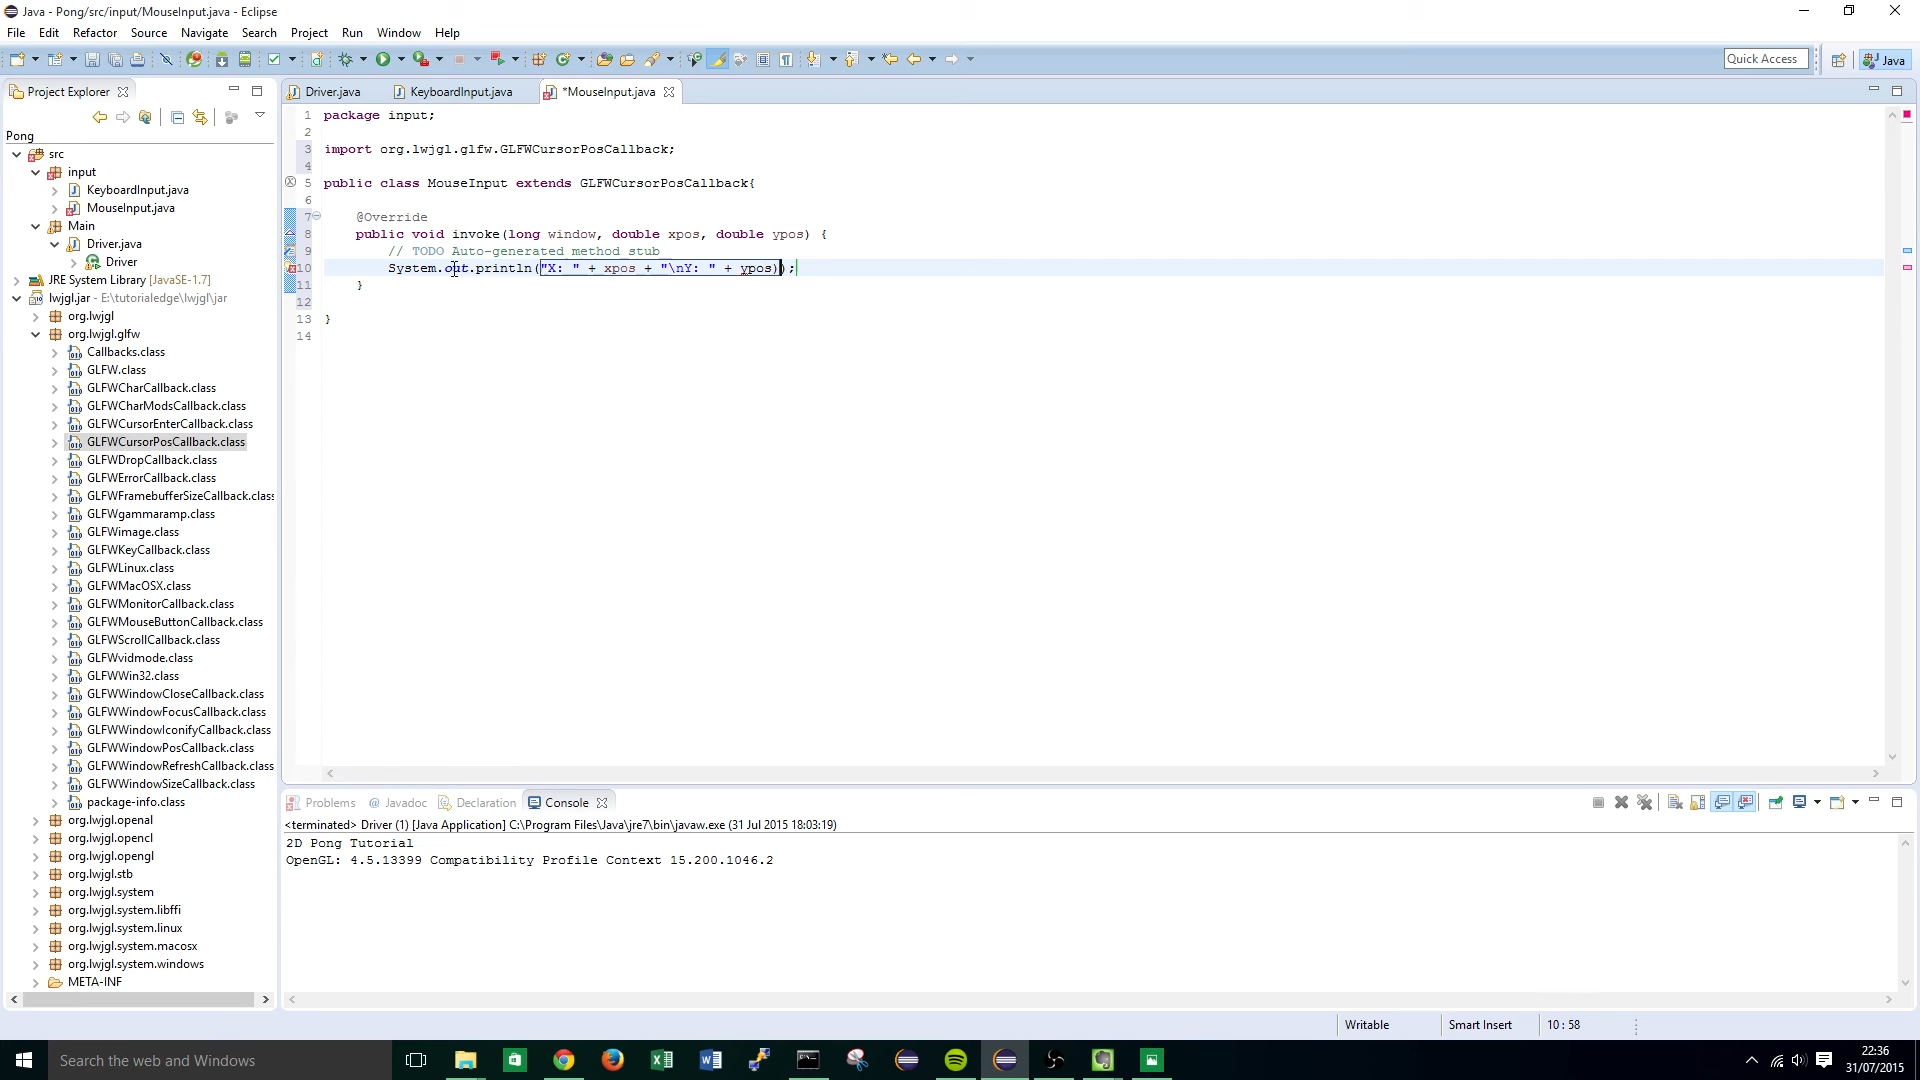 Java - Pong/src/input/MouseInput.java - Eclipse
File Edit Refactor Source Navigate Search Project Run Window Help
Quick Access
Java
Project Explorer
Driver.java KeyboardInput.java *MouseInput.java
Pong
src
input
KeyboardInput.java
MouseInput.java
Main
Driver.java
Driver
JRE System Library [JavaSE-1.7]
lwjgl.jar - E:\tutorialedge\lwjgl\jar
org.lwjgl
org.lwjgl.glfw
Callbacks.class
GLFW.class
GLFWCharCallback.class
GLFWCharModsCallback.class
GLFWCursorEnterCallback.class
GLFWCursorPosCallback.class
GLFWDropCallback.class
GLFWErrorCallback.class
GLFWFramebufferSizeCallback.class
GLFWgammaramp.class
GLFWimage.class
GLFWKeyCallback.class
GLFWLinux.class
GLFWMacOSX.class
GLFWMonitorCallback.class
GLFWMouseButtonCallback.class
GLFWScrollCallback.class
GLFWvidmode.class
GLFWWin32.class
GLFWWindowCloseCallback.class
GLFWWindowFocusCallback.class
GLFWWindowIconifyCallback.class
GLFWWindowPosCallback.class
GLFWWindowRefreshCallback.class
GLFWWindowSizeCallback.class
package-info.class
org.lwjgl.openal
org.lwjgl.opencl
org.lwjgl.opengl
org.lwjgl.stb
org.lwjgl.system
org.lwjgl.system.libffi
org.lwjgl.system.linux
org.lwjgl.system.macosx
org.lwjgl.system.windows
META-INF
1 package input;
2
3 import org.lwjgl.glfw.GLFWCursorPosCallback;
4
5 public class MouseInput extends GLFWCursorPosCallback{
6
7 @Override
8 public void invoke(long window, double xpos, double ypos) {
9 // TODO Auto-generated method stub
10 System.out.println("X: " + xpos + "\nY: " + ypos));
11 }
12
13 }
14
Problems @ Javadoc Declaration Console
<terminated> Driver (1) [Java Application] C:\Program Files\Java\jre7\bin\javaw.exe (31 Jul 2015 18:03:19)
2D Pong Tutorial
OpenGL: 4.5.13399 Compatibility Profile Context 15.200.1046.2
Writable Smart Insert 10 : 58
Search the web and Windows
22:36
31/07/2015